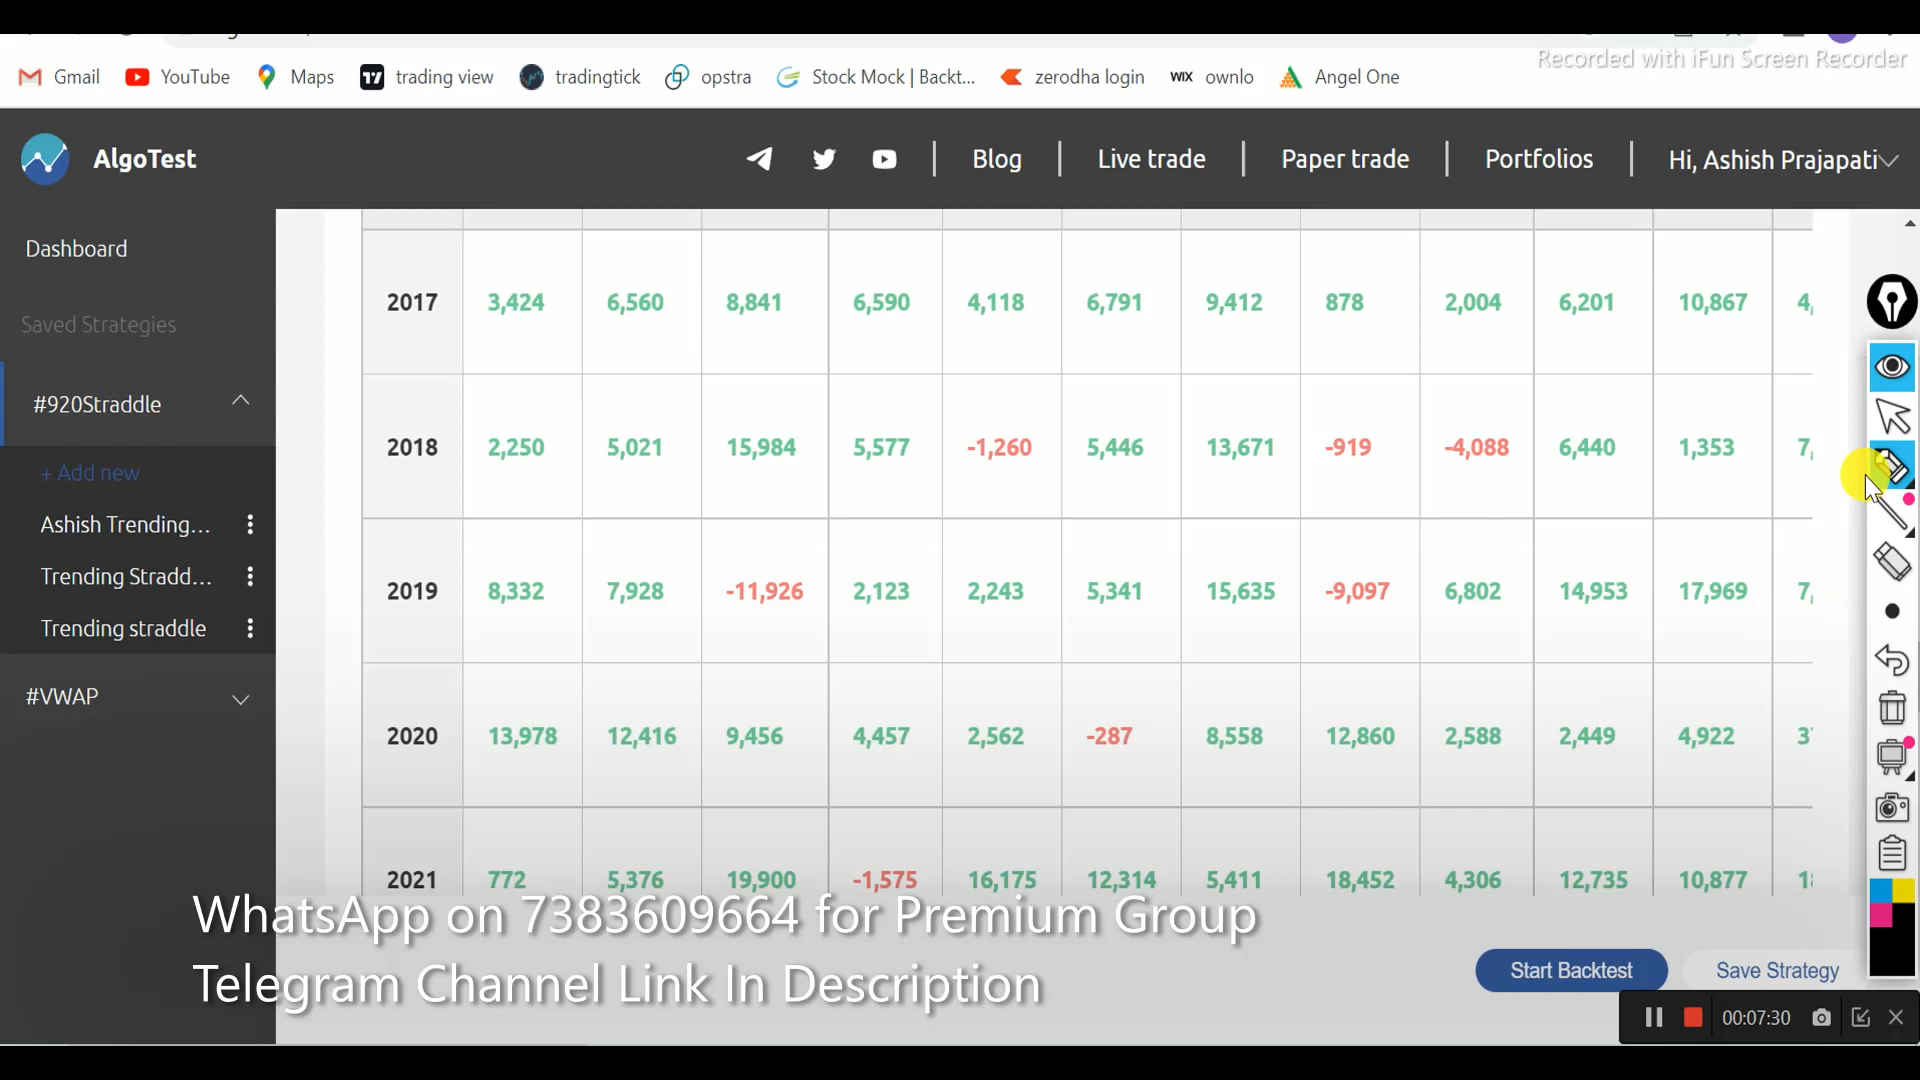 Recorded with iFun Screen Recorder
Gmail YouTube Maps trading view tradingtick opstra Stock Mock | Backt... zerodha login WIX ownlo Angel One
AlgoTest Blog Live trade Paper trade Portfolios Hi, Ashish Prajapati
Dashboard
Saved Strategies
#920Straddle
+ Add new
Ashish Trending...
Trending Stradd...
Trending straddle
#VWAP
2017 3,424 6,560 8,841 6,590 4,118 6,791 9,412 878 2,004 6,201 10,867 4,
2018 2,250 5,021 15,984 5,577 -1,260 5,446 13,671 -919 -4,088 6,440 1,353 7,
2019 8,332 7,928 -11,926 2,123 2,243 5,341 15,635 -9,097 6,802 14,953 17,969 7,
2020 13,978 12,416 9,456 4,457 2,562 -287 8,558 12,860 2,588 2,449 4,922
2021 772 5,376 19,900 -1,575 16,175 12,314 5,411 18,452 4,306 12,735 10,877
WhatsApp on 7383609664 for Premium Group
Telegram Channel Link In Description
Start Backtest Save Strategy
00:07:30